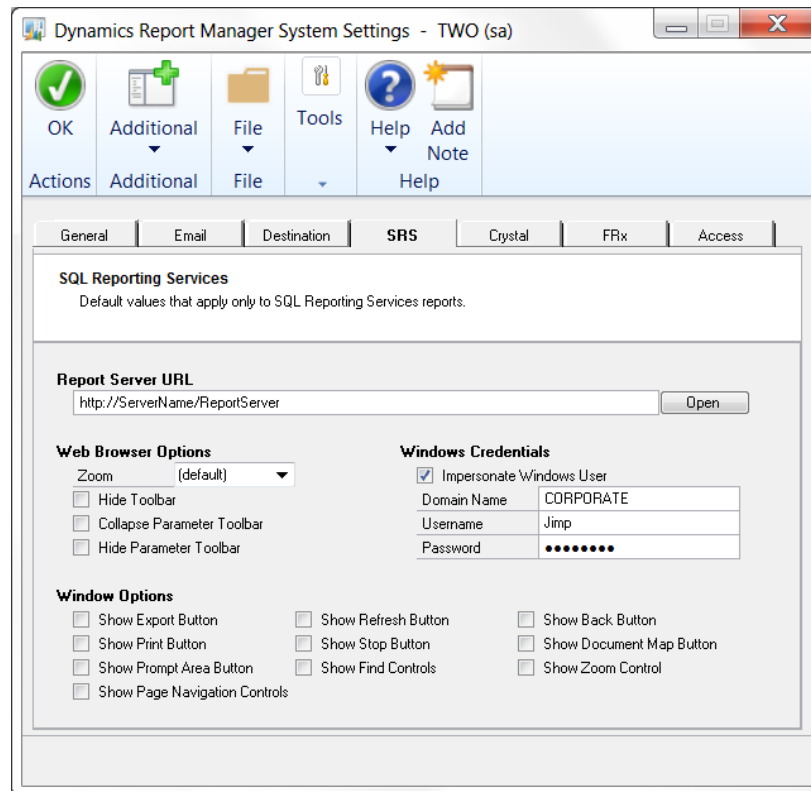 Dynamics Report Manager System Settings  -  TWO (sa)
OK
Additional
File
Tools
Help
Add
Note
Actions
Additional
File
Help
General
Email
Destination
SRS
Crystal
FRx
Access
SQL Reporting Services
Default values that apply only to SQL Reporting Services reports.
Report Server URL
http://ServerName/ReportServer
Open
Web Browser Options
Windows Credentials
Zoom
(default)
Impersonate Windows User
Hide Toolbar
Domain Name
CORPORATE
Collapse Parameter Toolbar
Username
Jimp
Hide Parameter Toolbar
Password
●●●●●●●●
Window Options
Show Export Button
Show Refresh Button
Show Back Button
Show Print Button
Show Stop Button
Show Document Map Button
Show Prompt Area Button
Show Find Controls
Show Zoom Control
Show Page Navigation Controls